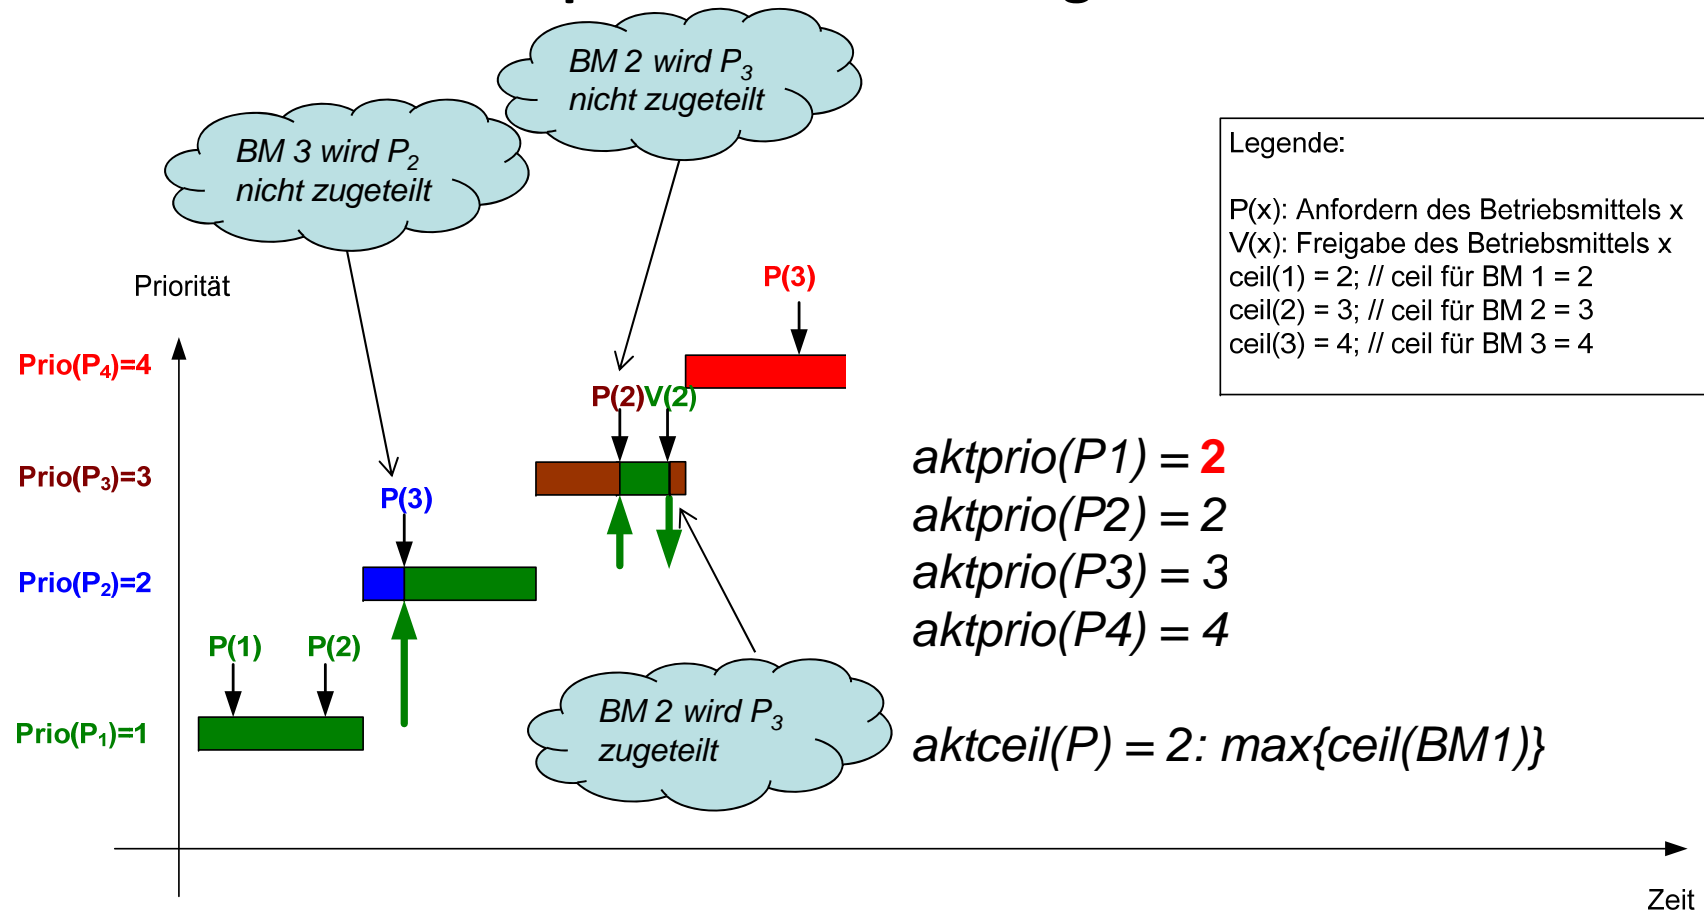 BM 2 wird P3
nicht zugeteilt
BM 3 wird P2
nicht zugeteilt
Legende:
P(x): Anfordern des Betriebsmittels x
V(x): Freigabe des Betriebsmittels x
ceil(1) = 2; // ceil für BM 1 = 2
ceil(2) = 3; // ceil für BM 2 = 3
ceil(3) = 4; // ceil für BM 3 = 4
Priorität
P(3)
Prio(P4)=4
P(2) V(2)
Prio(P3)=3
P(3)
Prio(P2)=2
P(1) P(2)
Prio(P1)=1
aktprio(P1) = 2
aktprio(P2) = 2
aktprio(P3) = 3
aktprio(P4) = 4
BM 2 wird P3
zugeteilt
aktceil(P) = 2: max{ceil(BM1)}
Zeit